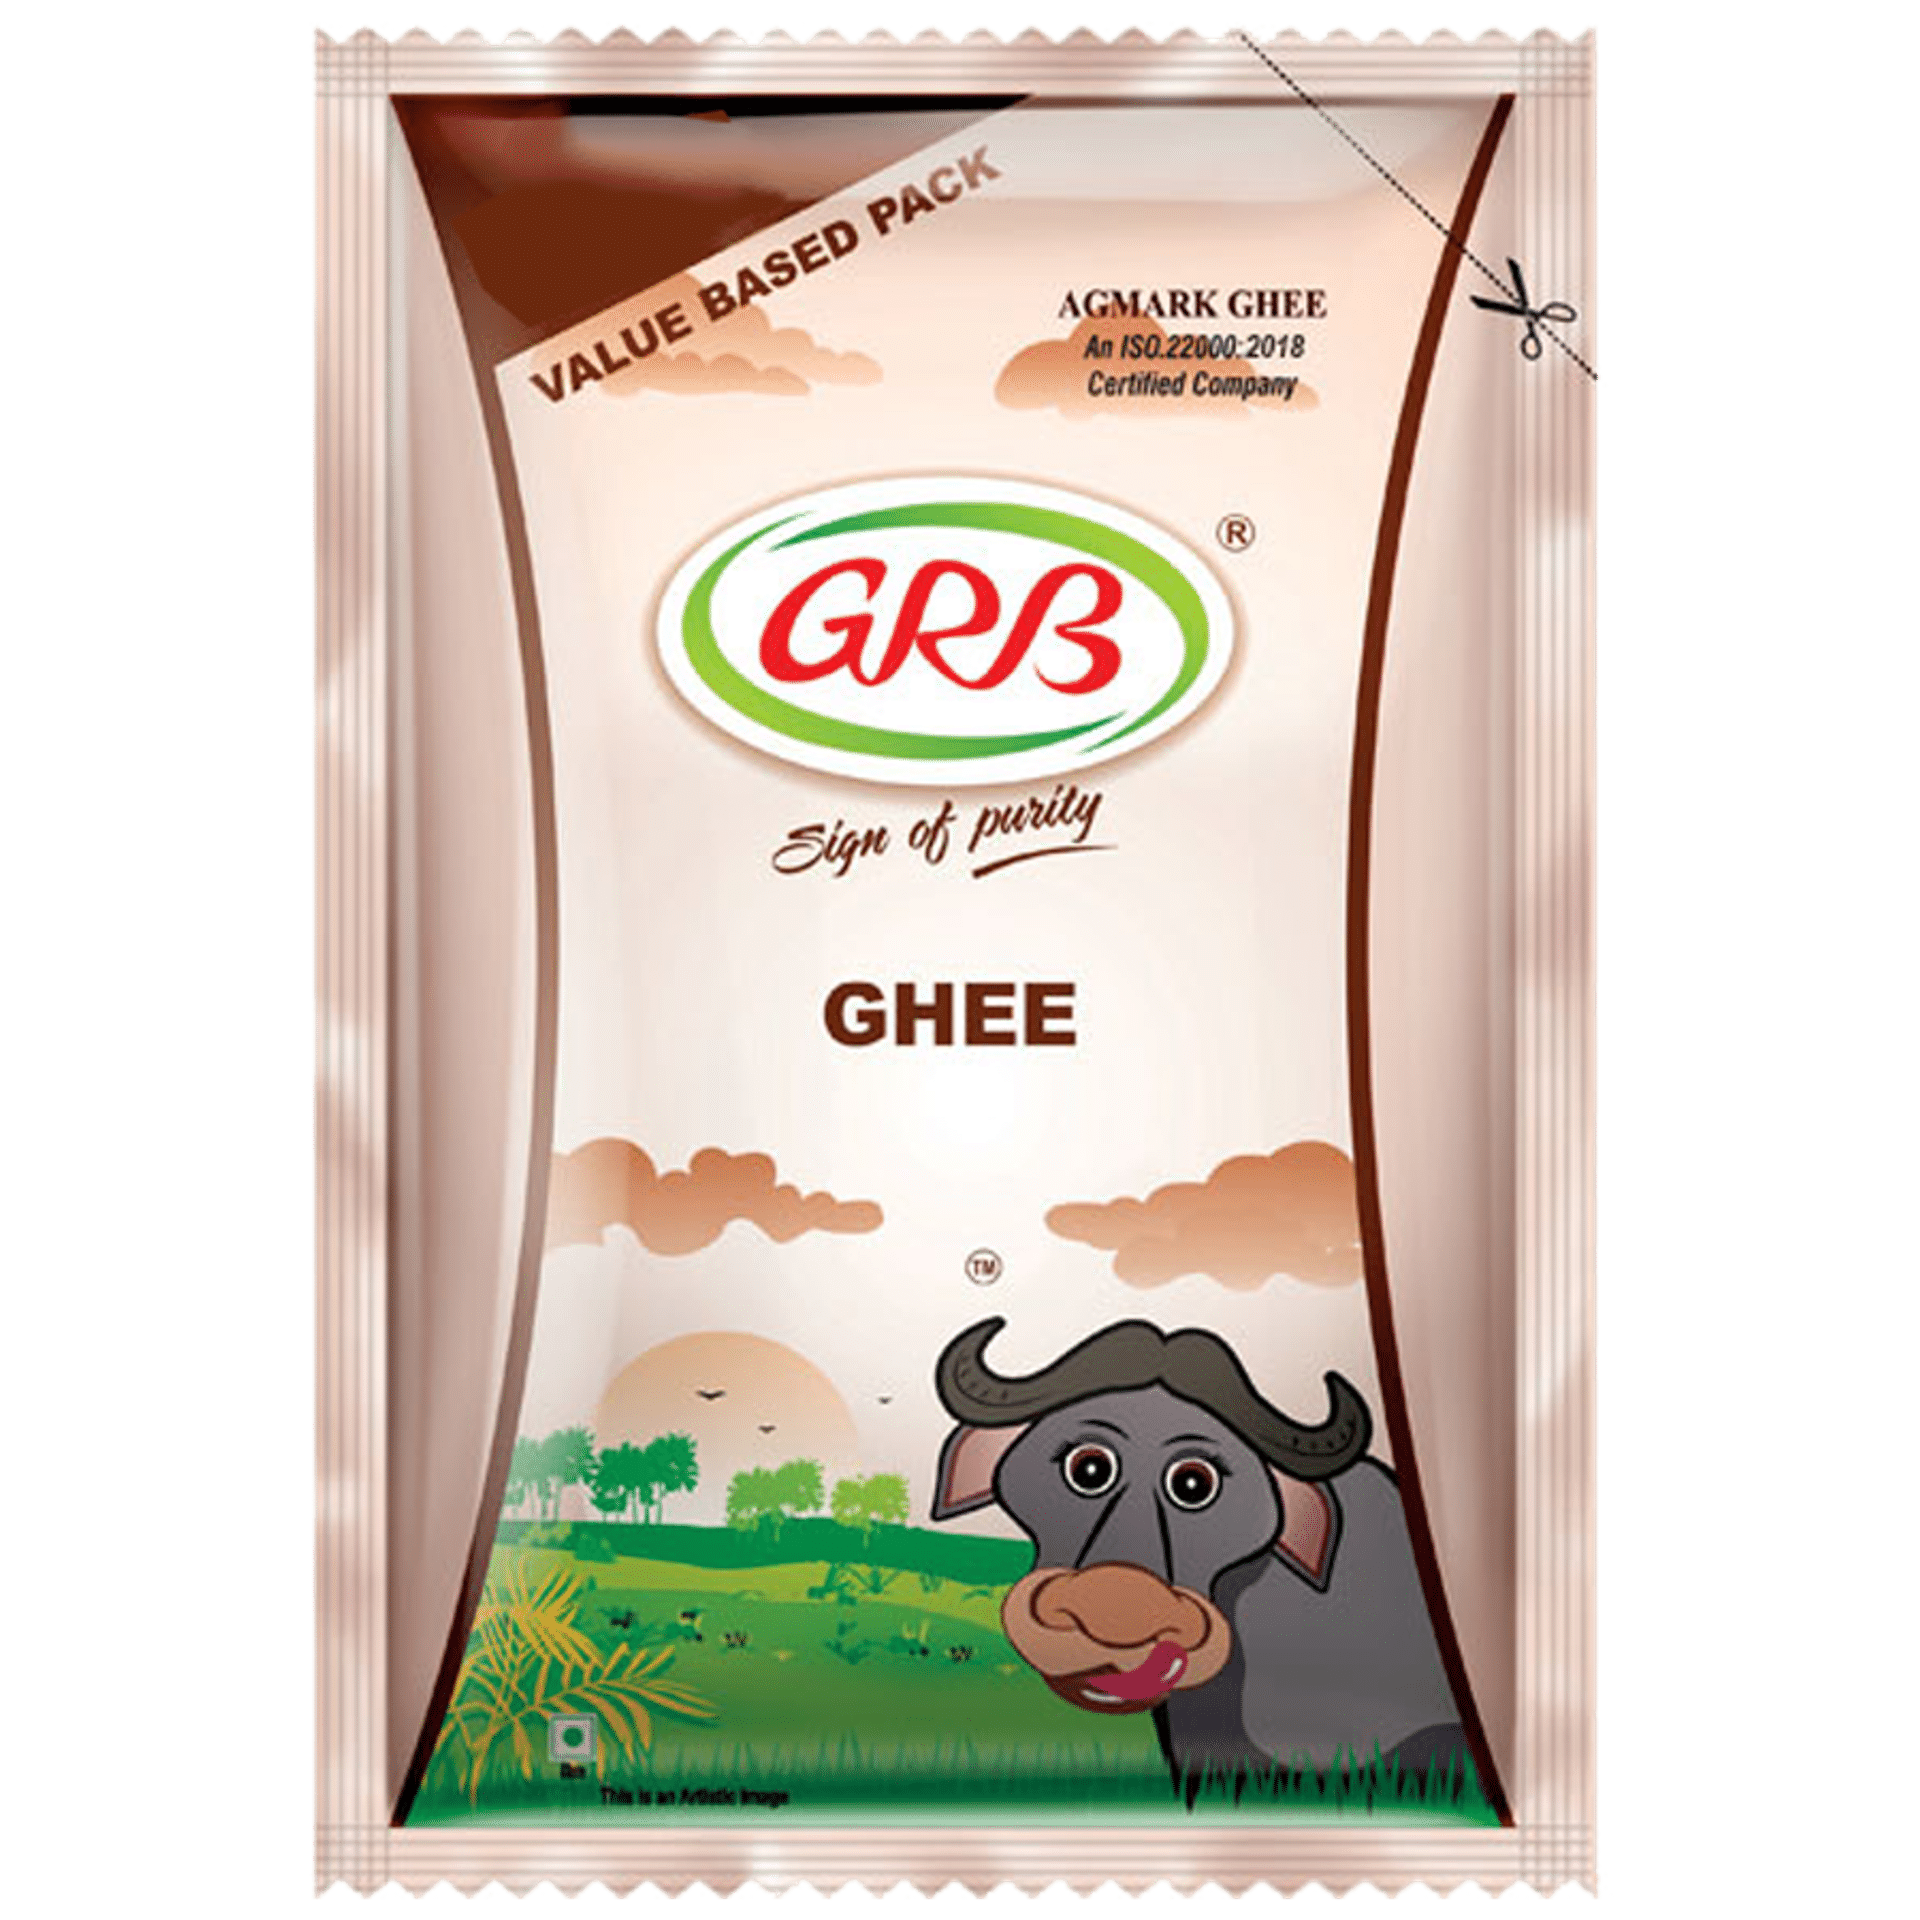 VALUE BASED PACK
AGMARK GHEE
An ISO.22000:2018
Certified Company
GRB
®
Sign of purity
GHEE
TM
This is an Artistic Image